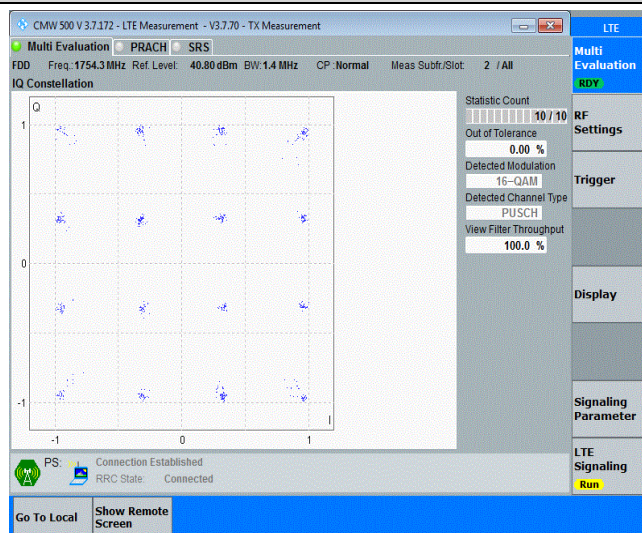 CMW 500 V 3.7.172 - LTE Measurement - V3.7.70 - TX Measurement
LTE
Multi Evaluation PRACH SRS
Multi
Evaluation
RDY
FDD Freq.:1754.3 MHz Ref. Level: 40.80 dBm BW:1.4 MHz CP :Normal Meas Subfr./Slot: 2 / All
IQ Constellation
Q
1
0
-1
-1
0
1
I
Statistic Count
10 / 10
Out of Tolerance
0.00 %
Detected Modulation
16-QAM
Detected Channel Type
PUSCH
View Filter Throughput
100.0 %
RF
Settings
Trigger
Display
Signaling
Parameter
LTE
Signaling
Run
PS: Connection Established
RRC State: Connected
Go To Local
Show Remote
Screen